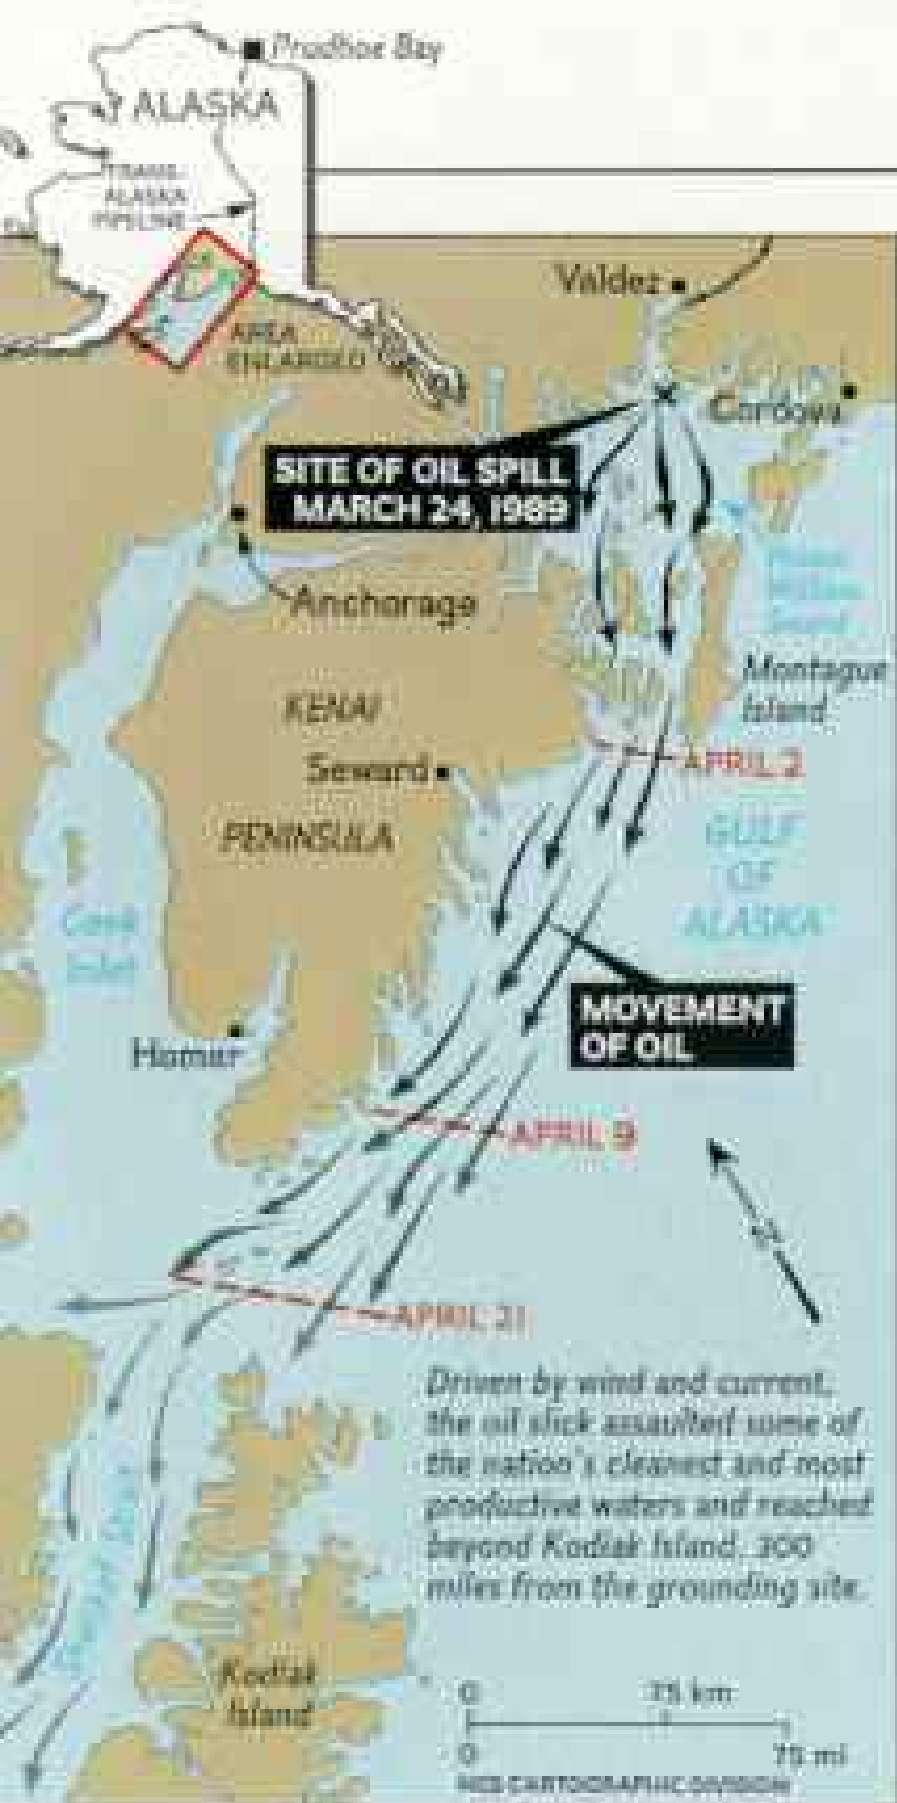 Prudhoe Bay
ALASKA
TRANS-
ALASKA
PIPELINE
AREA
ENLARGED
Valdez
Cordova
SITE OF OIL SPILL
MARCH 24, 1989
Anchorage
Prince
William
Sound
Montague
Island
KENAI
Seward
PENINSULA
APRIL 2
GULF
OF
ALASKA
Cook
Inlet
MOVEMENT
OF OIL
Homer
APRIL 9
N
APRIL 21
Driven by wind and current,
the oil slick assaulted some of
the nation's cleanest and most
productive waters and reached
beyond Kodiak Island, 300
miles from the grounding site.
Kodiak
Island
0 75 km
0 75 mi
NGS CARTOGRAPHIC DIVISION